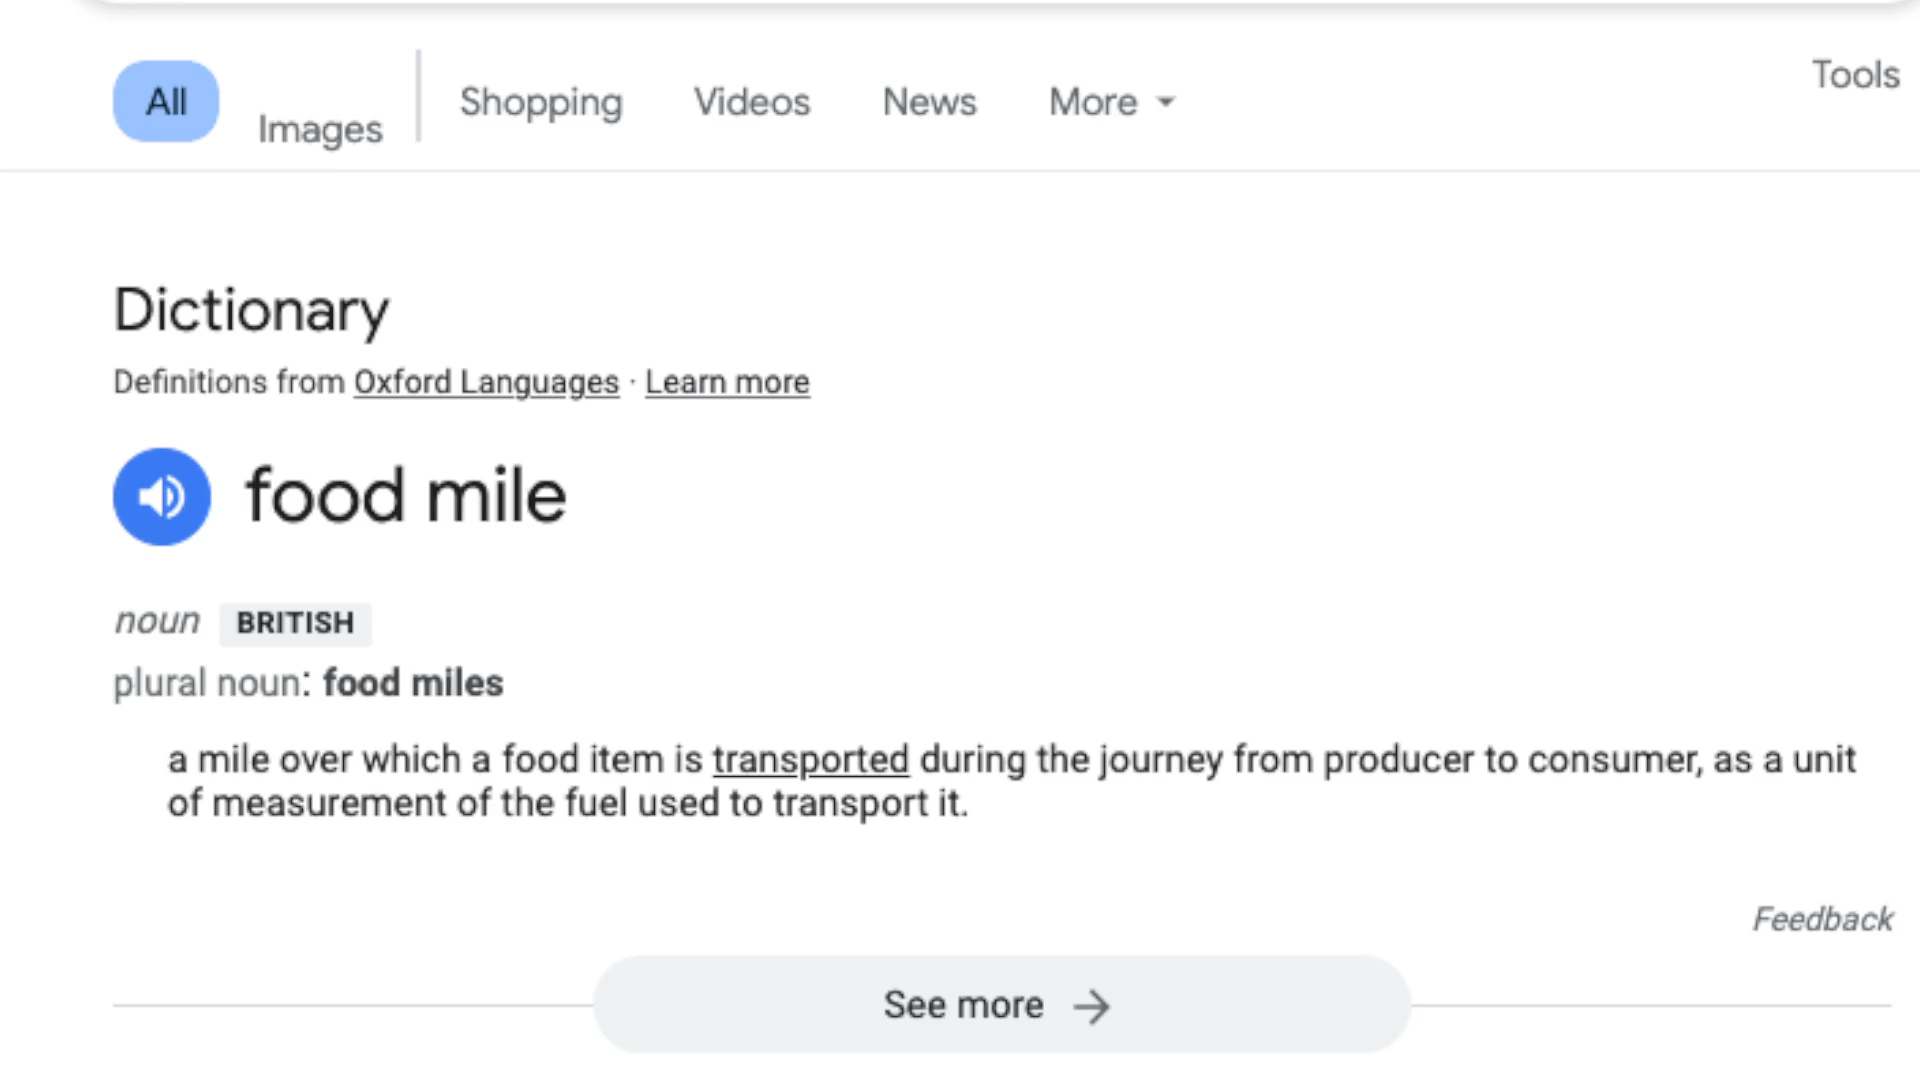 All
Images
Shopping
Videos
News
More
Tools
Dictionary
Definitions from Oxford Languages · Learn more
food mile
noun BRITISH
plural noun: food miles
a mile over which a food item is transported during the journey from producer to consumer, as a unit
of measurement of the fuel used to transport it.
Feedback
See more →